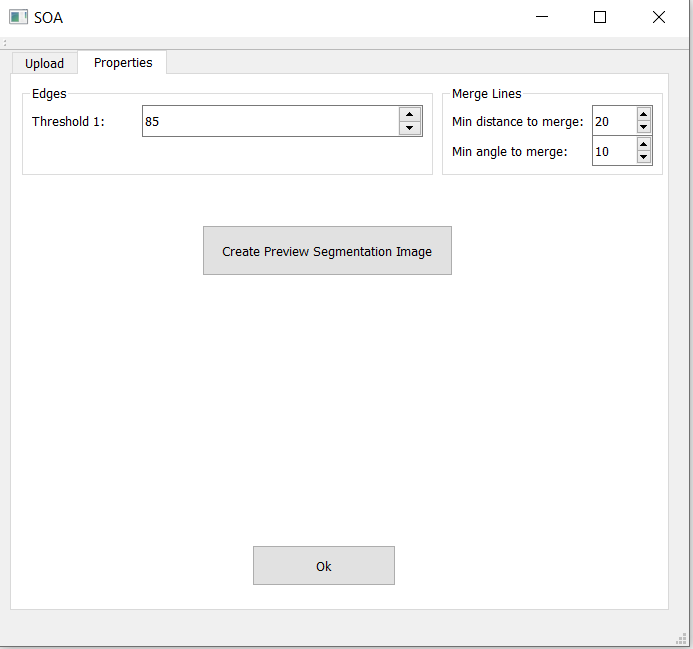 SOA
Upload Properties
Edges
Threshold 1: 85
Merge Lines
Min distance to merge: 20
Min angle to merge: 10
Create Preview Segmentation Image
Ok